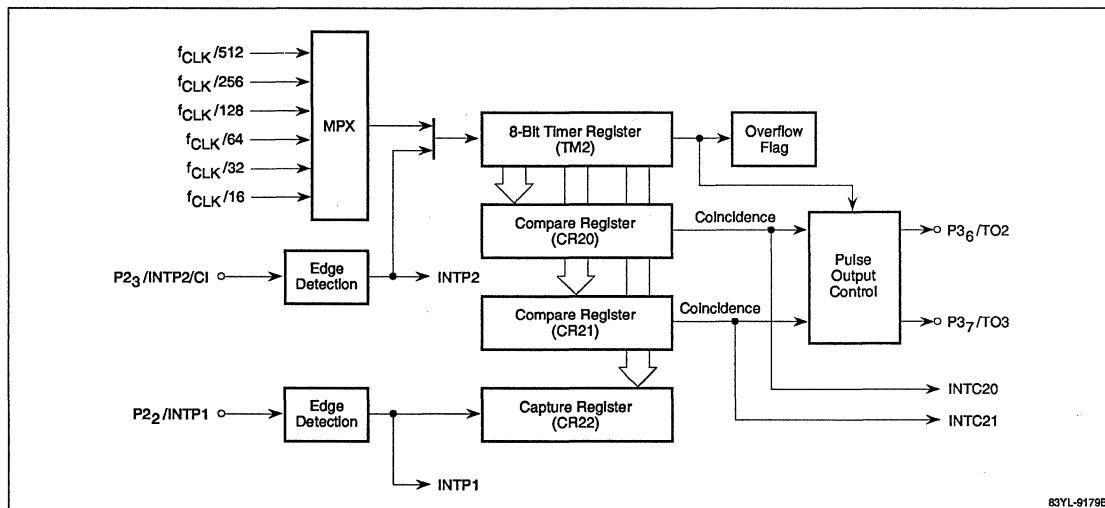 fCLK/512
fCLK/256
fCLK/128
fCLK/64
fCLK/32
fCLK/16
MPX
8-Bit Timer Register
(TM2)
Overflow
Flag
Compare Register
(CR20)
Coincidence
Pulse
Output
Control
P36/TO2
P23/INTP2/CI
Edge
Detection
INTP2
Compare Register
(CR21)
Coincidence
P37/TO3
INTC20
P22/INTP1
Edge
Detection
Capture Register
(CR22)
INTC21
INTP1
83YL-9179B